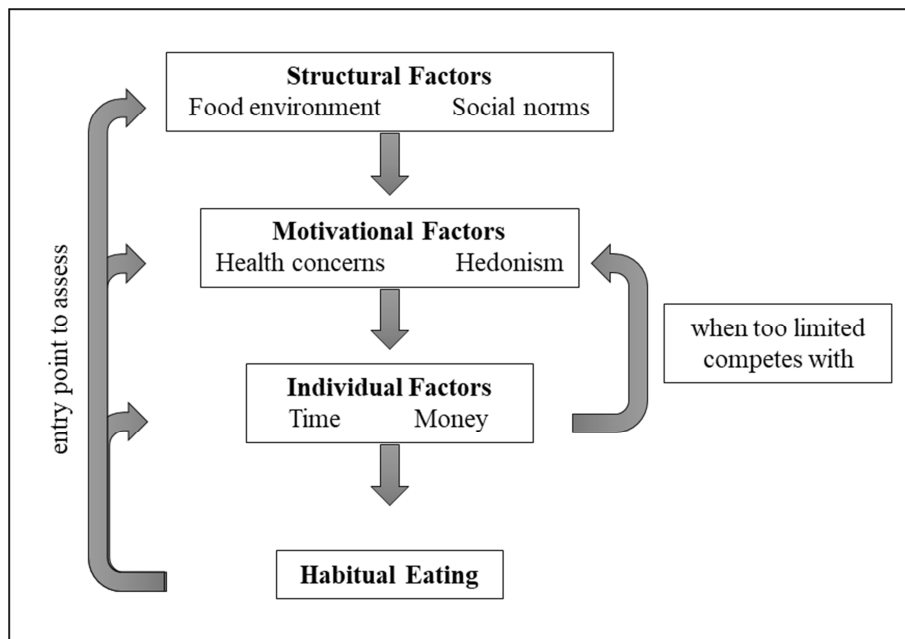 Structural Factors
Food environment Social norms
Motivational Factors
Health concerns Hedonism
when too limited
competes with
Individual Factors
Time Money
Habitual Eating
entry point to assess